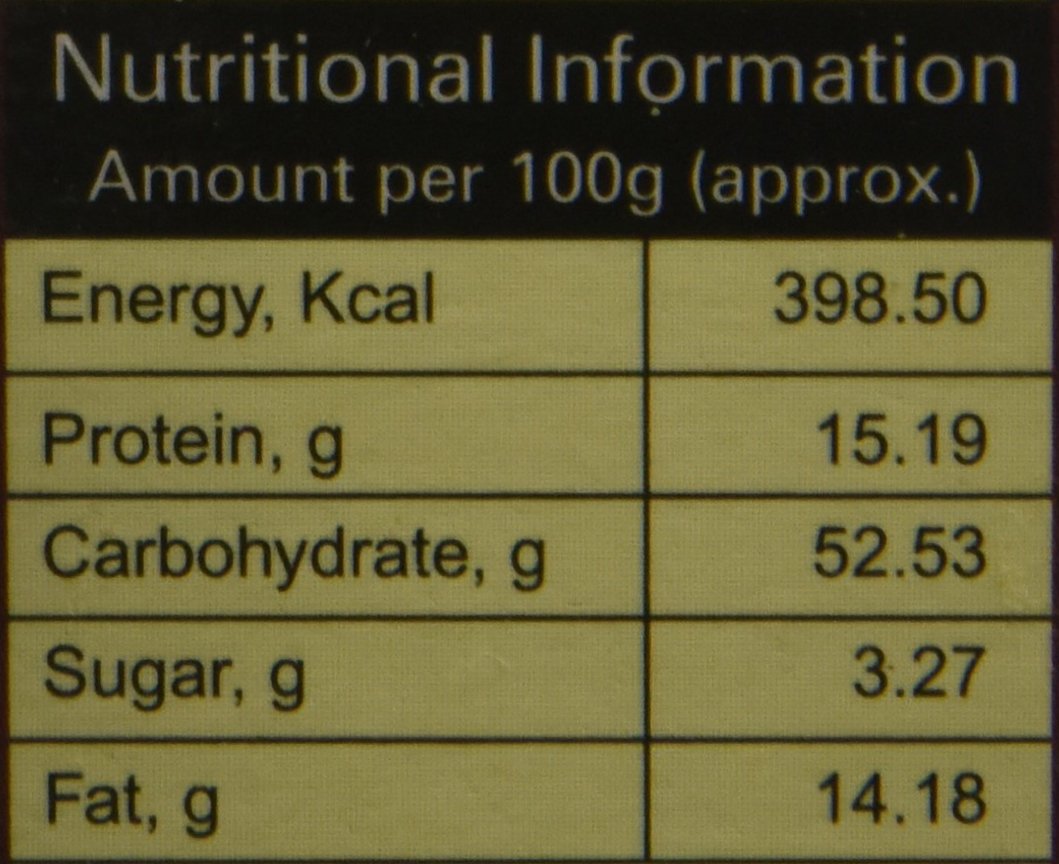 Nutritional Information
Amount per 100g (approx.)
Energy, Kcal 398.50
Protein, g 15.19
Carbohydrate, g 52.53
Sugar, g 3.27
Fat, g 14.18